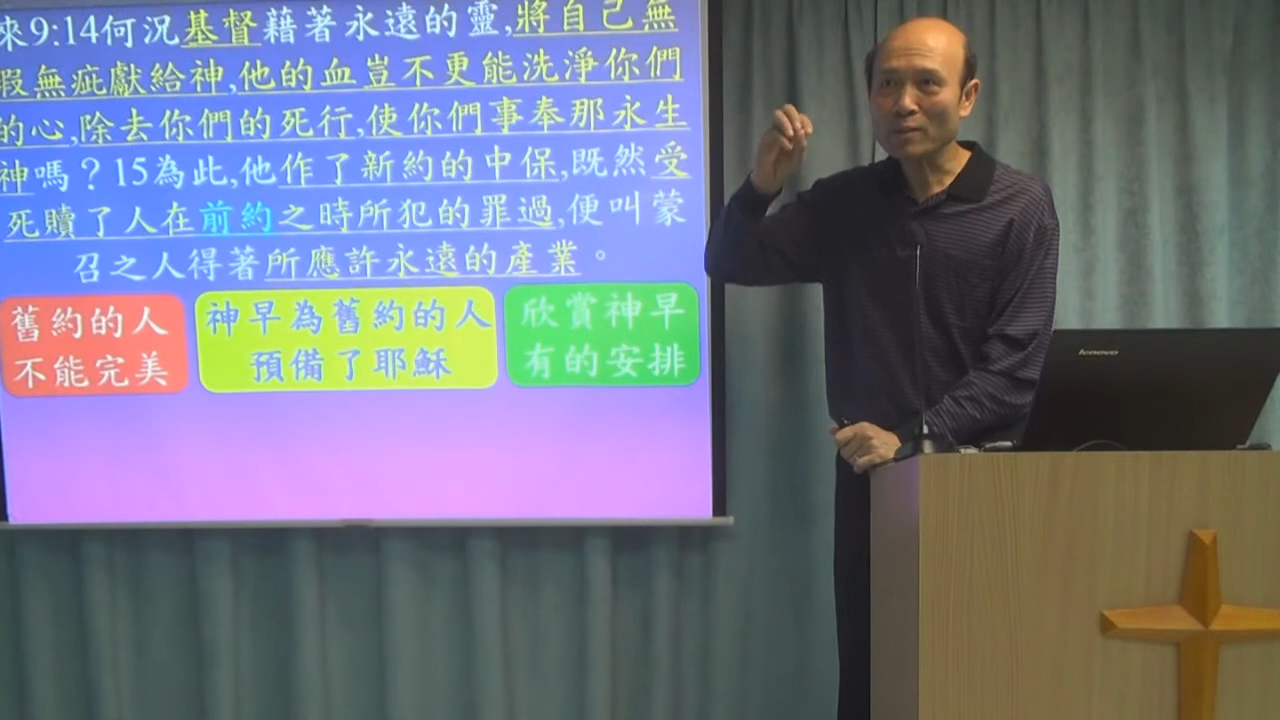 來9:14何況基督藉著永遠的靈,將自己無
瑕無疵獻給神,他的血豈不更能洗淨你們
的心,除去你們的死行,使你們事奉那永生
神嗎？15為此,他作了新約的中保,既然受
死贖了人在前約之時所犯的罪過,便叫蒙
召之人得著所應許永遠的產業。
舊約的人
不能完美
神早為舊約的人
預備了耶穌
欣賞神早
有的安排
lenovo